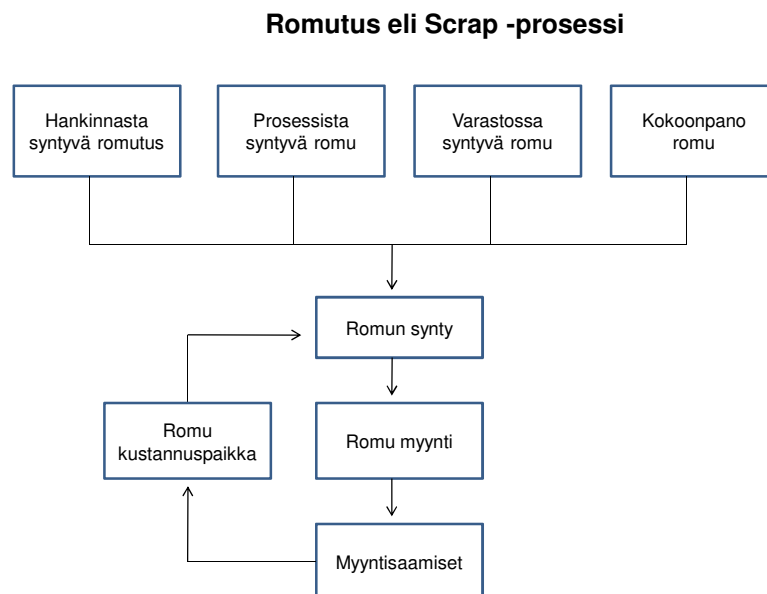 Romutus eli Scrap -prosessi
Hankinnasta
syntyvä romutus
Prosessista
syntyvä romu
Varastossa
syntyvä romu
Kokoonpano
romu
Romun synty
Romu
kustannuspaikka
Romu myynti
Myyntisaamiset